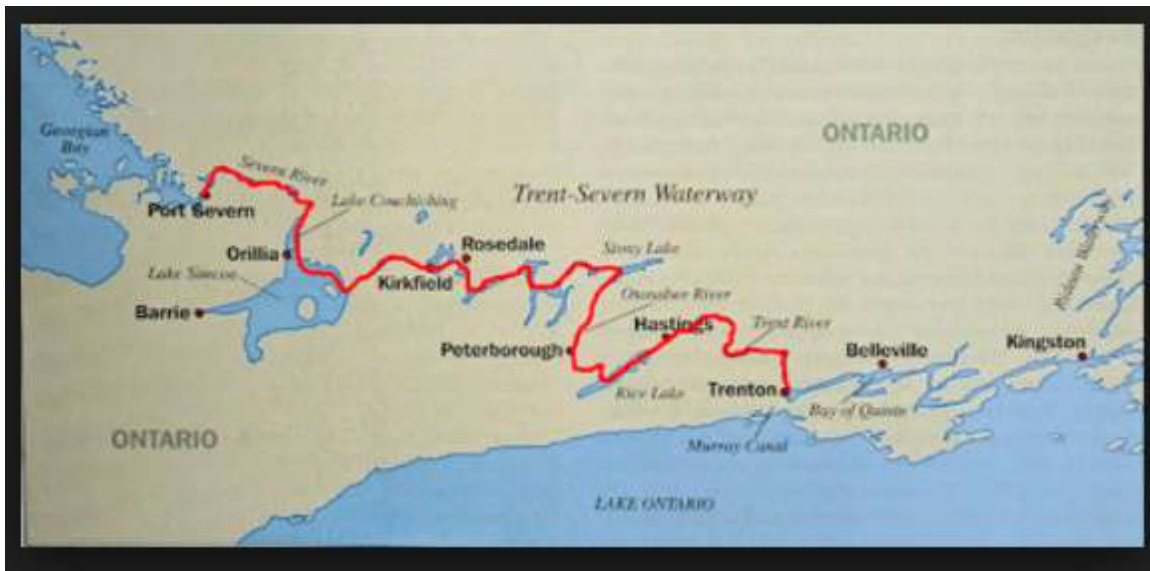 Georgian
Bay
ONTARIO
Severn River
Lake Couchiching
Trent-Severn Waterway
Port Severn
Orillia
Rosedale
Stony Lake
Lake Simcoe
Kirkfield
Barrie
Otonabee River
Hastings
Trent River
Peterborough
Belleville
Kingston
Rideau
Rice Lake
Trenton
Bay of Quinte
Murray Canal
ONTARIO
LAKE ONTARIO